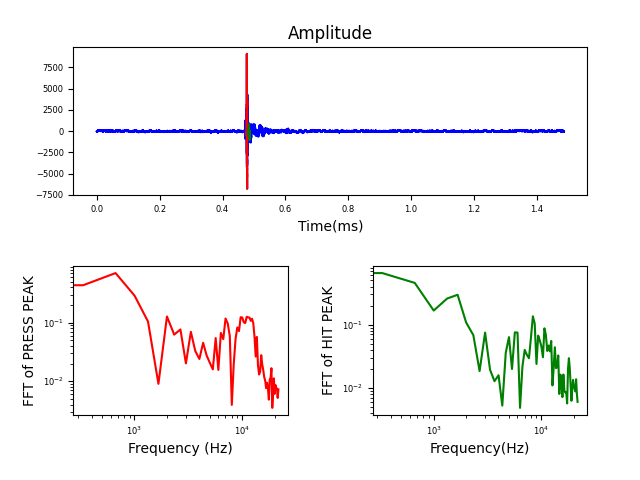 Amplitude
7500
5000
2500
0
−2500
−5000
−7500
0.0 0.2 0.4 0.6 0.8 1.0 1.2 1.4
Time(ms)
FFT of PRESS PEAK
10⁻¹
10⁻²
10³ 10⁴
Frequency (Hz)
FFT of HIT PEAK
10⁻¹
10⁻²
10³ 10⁴
Frequency(Hz)